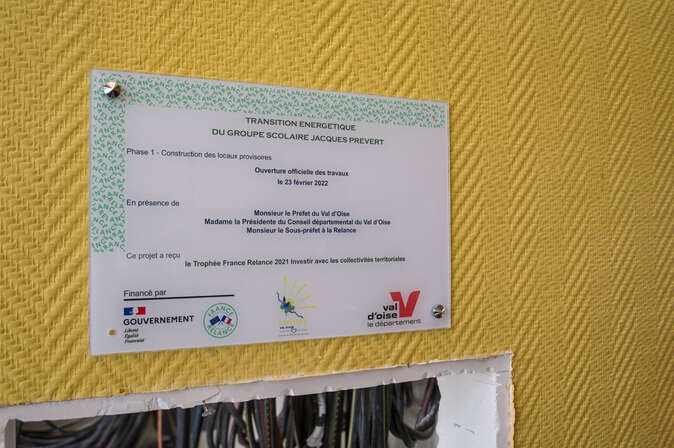 TRANSITION ENERGETIQUE
DU GROUPE SCOLAIRE JACQUES PREVERT
Phase 1 - Construction des locaux provisoires
Ouverture officielle des travaux
le 23 février 2022
En présence de
Monsieur le Préfet du Val d'Oise
Madame la Présidente du Conseil départemental du Val d'Oise
Monsieur le Sous-préfet à la Relance
Ce projet a reçu
le Trophée France Relance 2021 Investir avec les collectivités territoriales
Financé par
GOUVERNEMENT
Liberté
Égalité
Fraternité
FRANCE
RELANCE
val
d'oise
le département